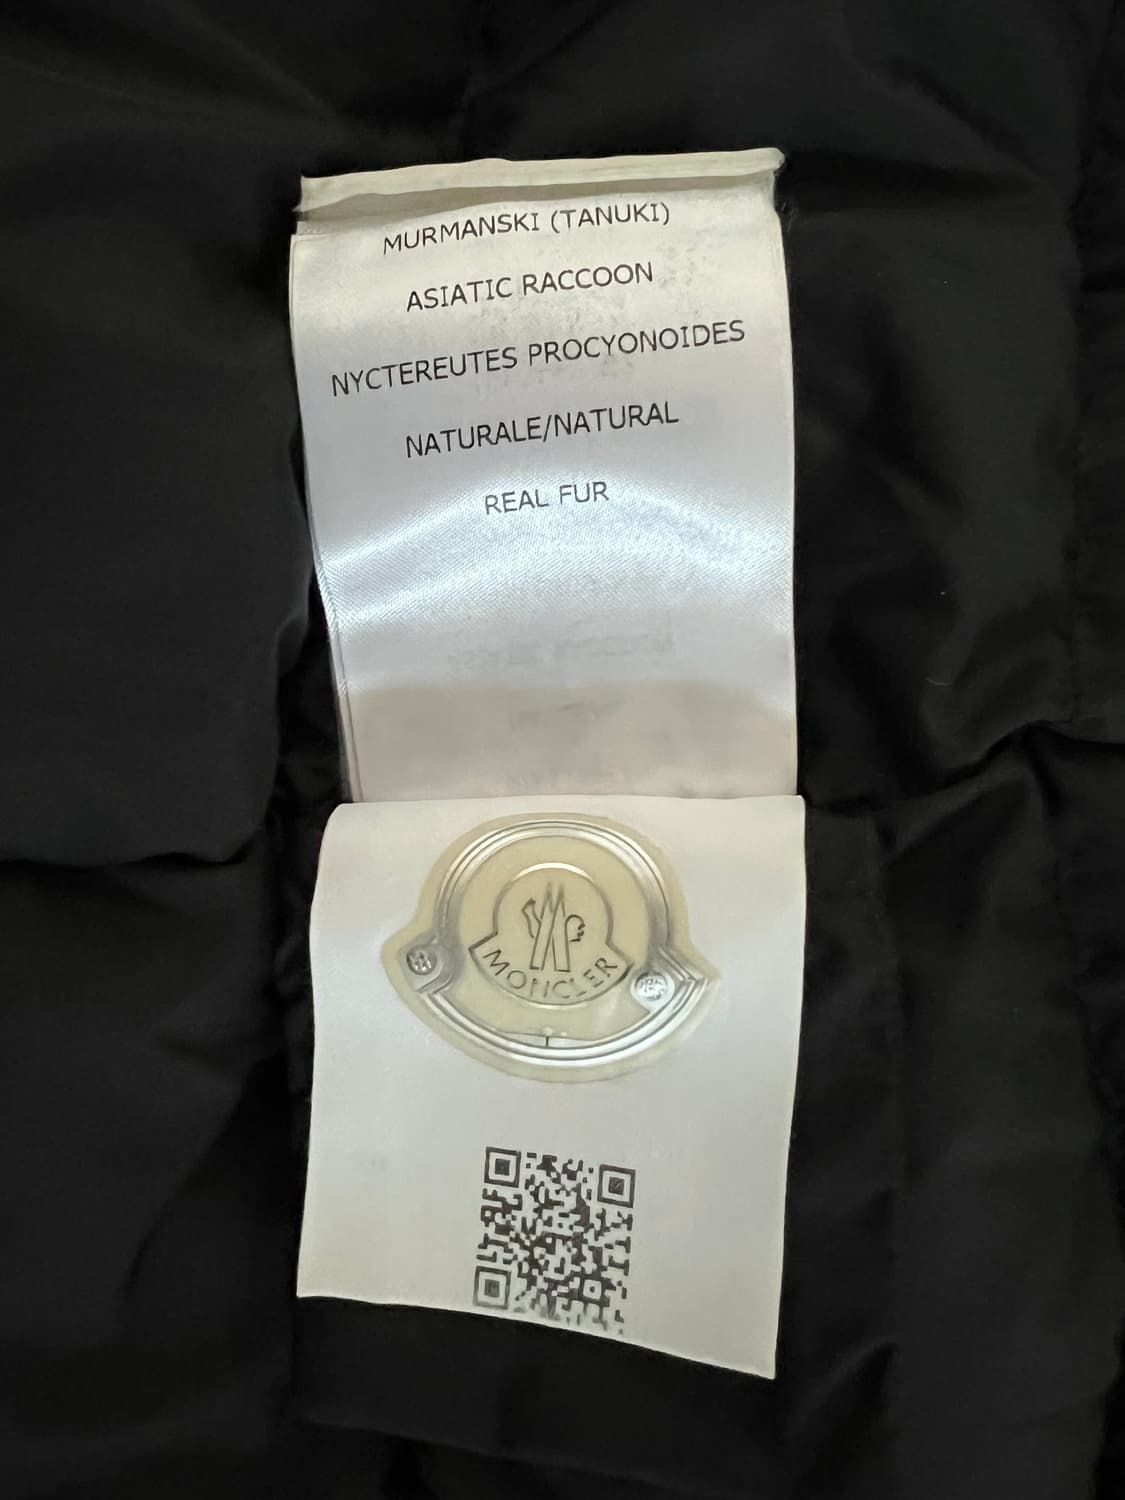 MURMANSKI (TANUKI)
ASIATIC RACCOON
NYCTEREUTES PROCYONOIDES
NATURALE/NATURAL
REAL FUR
MONCLER